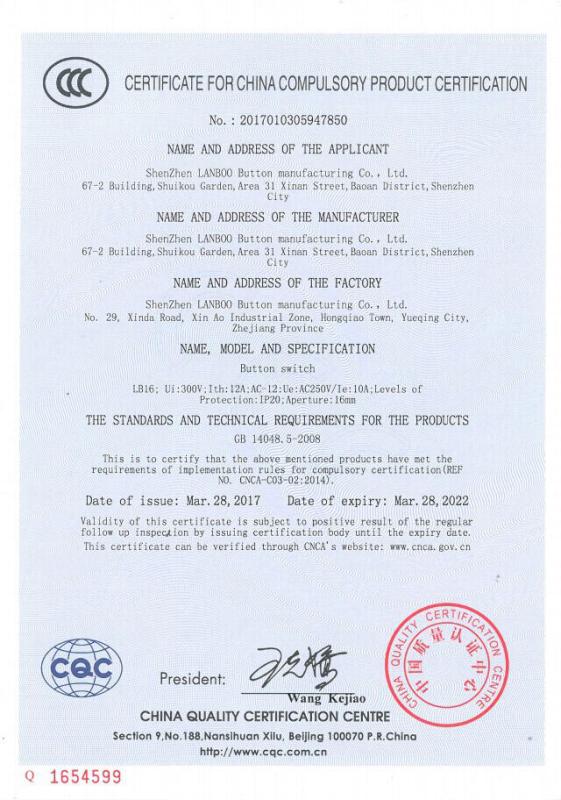 CCC
CERTIFICATE FOR CHINA COMPULSORY PRODUCT CERTIFICATION
No. : 2017010305947850
NAME AND ADDRESS OF THE APPLICANT
ShenZhen LANBOO Button manufacturing Co., Ltd.
67-2 Building, Shuikou Garden, Area 31 Xinan Street, Baoan District, Shenzhen
City
NAME AND ADDRESS OF THE MANUFACTURER
ShenZhen LANBOO Button manufacturing Co., Ltd.
67-2 Building, Shuikou Garden, Area 31 Xinan Street, Baoan District, Shenzhen
City
NAME AND ADDRESS OF THE FACTORY
ShenZhen LANBOO Button manufacturing Co., Ltd.
No. 29, Xinda Road, Xin Ao Industrial Zone, Hongqiao Town, Yueqing City,
Zhejiang Province
NAME, MODEL AND SPECIFICATION
Button switch
LB16; Ui:300V;Ith:12A;AC-12:Ue:AC250V/Ie:10A;Levels of
Protection:IP20;Aperture:16mm
THE STANDARDS AND TECHNICAL REQUIREMENTS FOR THE PRODUCTS
GB 14048.5-2008
This is to certify that the above mentioned products have met the
requirements of implementation rules for compulsory certification(REF
NO. CNCA-C03-02:2014).
Date of issue: Mar. 28, 2017 Date of expiry: Mar. 28, 2022
Validity of this certificate is subject to positive result of the regular
follow up inspection by issuing certification body until the expiry date.
This certificate can be verified through CNCA's website: www.cnca.gov.cn
CQC
President:
Wang Kejiao
CHINA QUALITY CERTIFICATION CENTRE
中国质量认证中心
CHINA QUALITY CERTIFICATION CENTRE
Section 9, No.188, Nansihuan Xilu, Beijing 100070 P.R.China
http://www.cqc.com.cn
Q 1654599